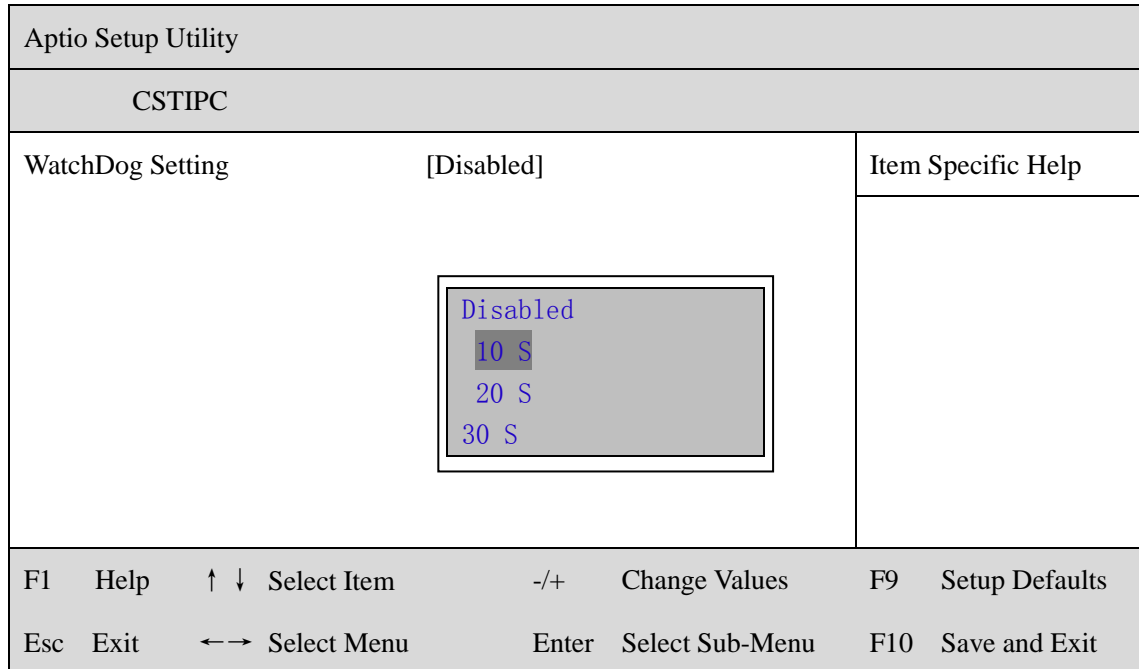 Aptio Setup Utility
CSTIPC
WatchDog Setting [Disabled] Item Specific Help
Disabled
10 S
20 S
30 S
F1 Help ↑ ↓ Select Item -/+ Change Values F9 Setup Defaults
Esc Exit ←→ Select Menu Enter Select Sub-Menu F10 Save and Exit